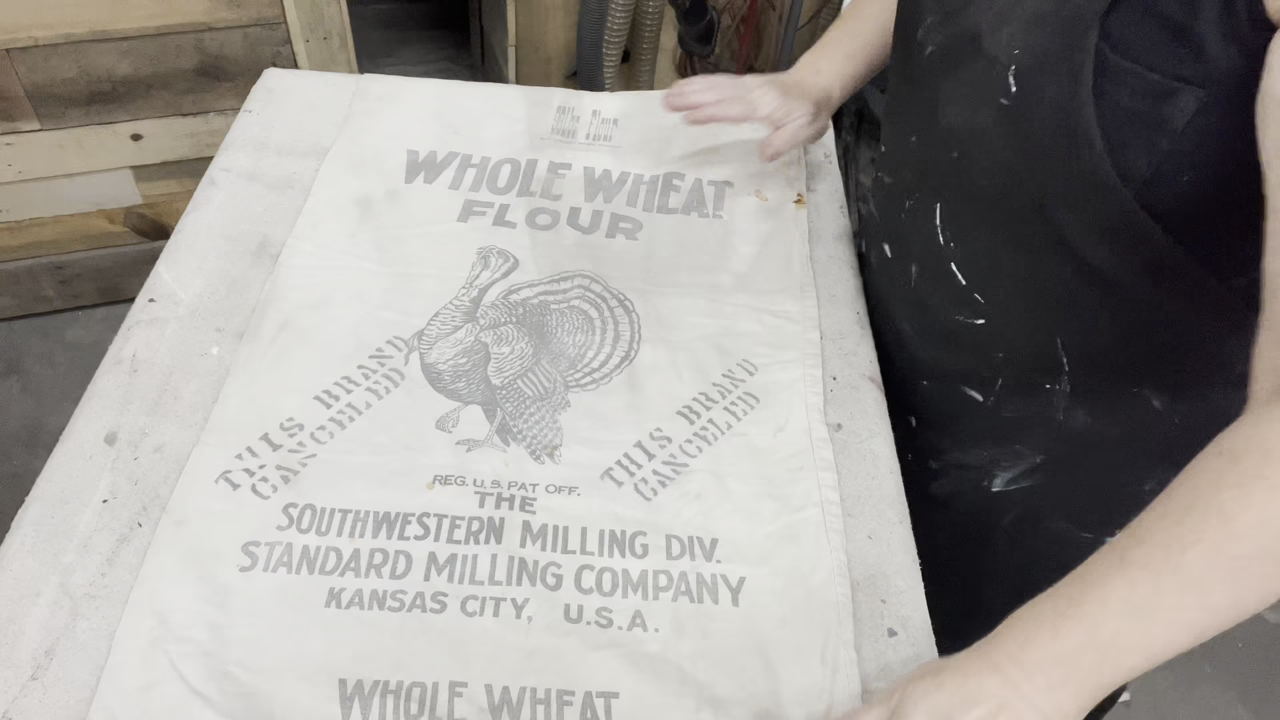 WHOLE WHEAT
FLOUR
THIS BRAND
CANCELED
THIS BRAND
CANCELED
REG. U. S. PAT OFF.
THE
SOUTHWESTERN MILLING DIV.
STANDARD MILLING COMPANY
KANSAS CITY, U.S.A.
WHOLE WHEAT